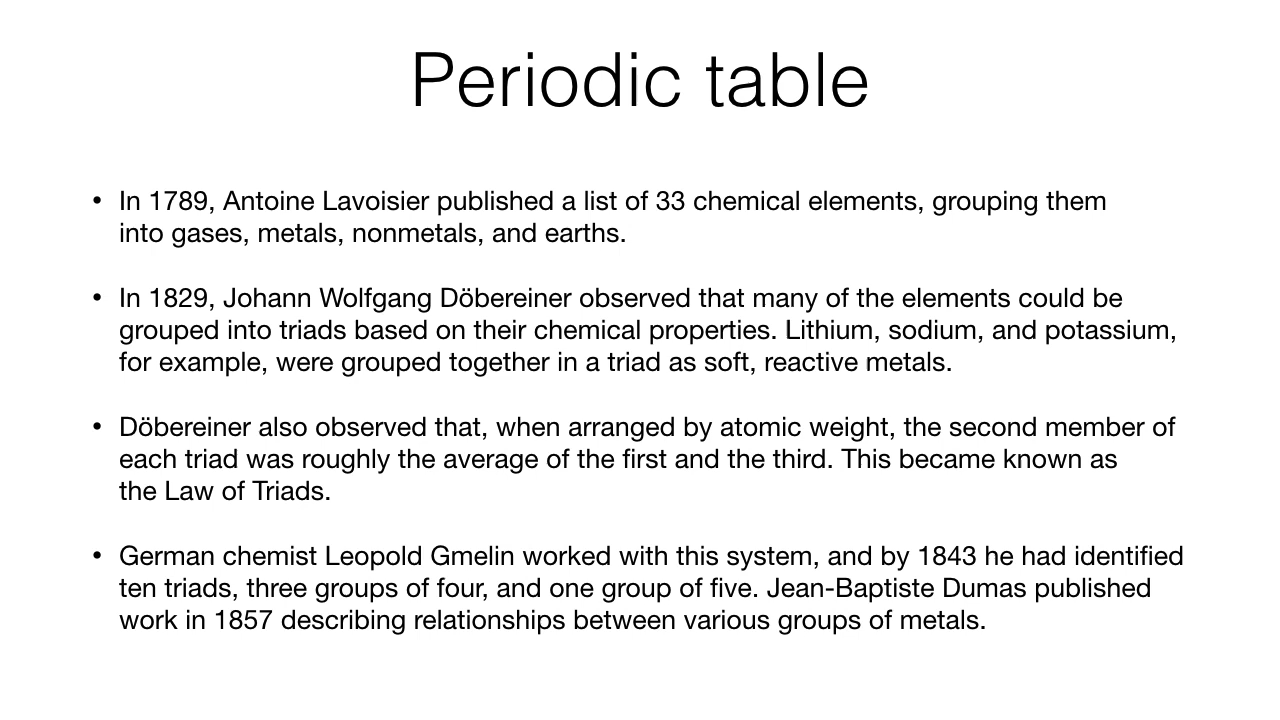 Periodic table
• In 1789, Antoine Lavoisier published a list of 33 chemical elements, grouping them
into gases, metals, nonmetals, and earths.
• In 1829, Johann Wolfgang Döbereiner observed that many of the elements could be
grouped into triads based on their chemical properties. Lithium, sodium, and potassium,
for example, were grouped together in a triad as soft, reactive metals.
• Döbereiner also observed that, when arranged by atomic weight, the second member of
each triad was roughly the average of the first and the third. This became known as
the Law of Triads.
• German chemist Leopold Gmelin worked with this system, and by 1843 he had identified
ten triads, three groups of four, and one group of five. Jean-Baptiste Dumas published
work in 1857 describing relationships between various groups of metals.